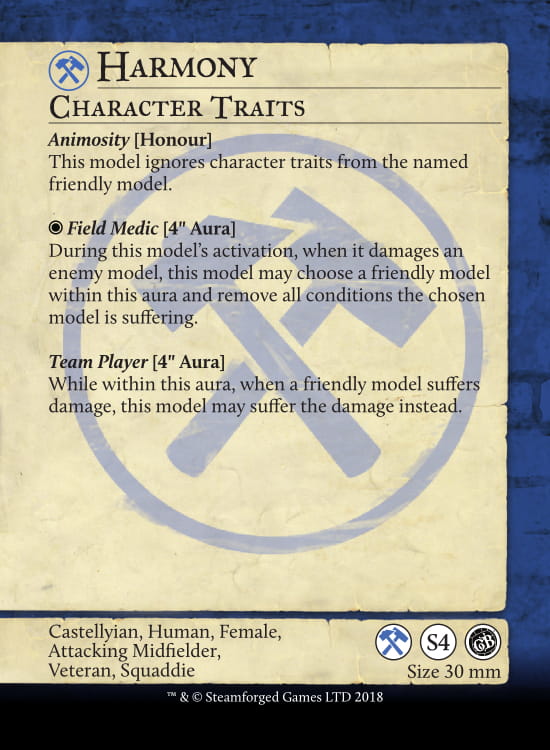 Harmony
Character Traits
Animosity [Honour]
This model ignores character traits from the named
friendly model.
Field Medic [4" Aura]
During this model's activation, when it damages an
enemy model, this model may choose a friendly model
within this aura and remove all conditions the chosen
model is suffering.
Team Player [4" Aura]
While within this aura, when a friendly model suffers
damage, this model may suffer the damage instead.
Castellyian, Human, Female,
Attacking Midfielder,
Veteran, Squaddie
S4
GB
Size 30 mm
™ & © Steamforged Games LTD 2018